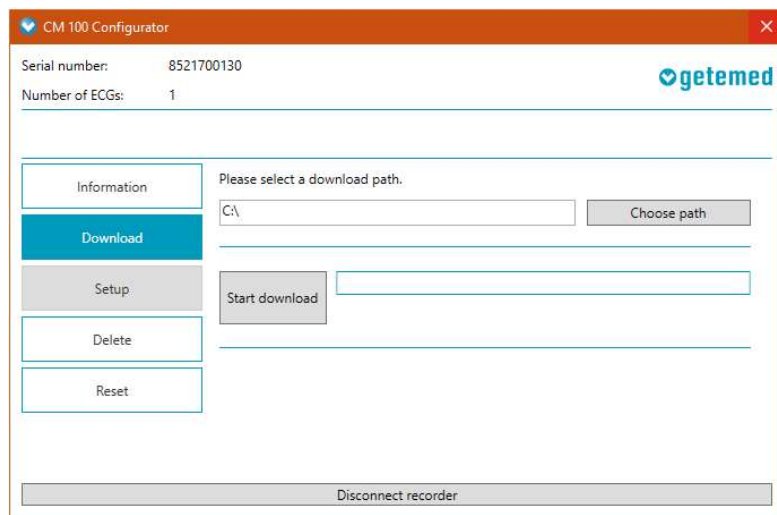 CM 100 Configurator
Serial number: 8521700130
Number of ECGs: 1
getemed
Information
Download
Setup
Delete
Reset
Please select a download path.
C:\
Choose path
Start download
Disconnect recorder